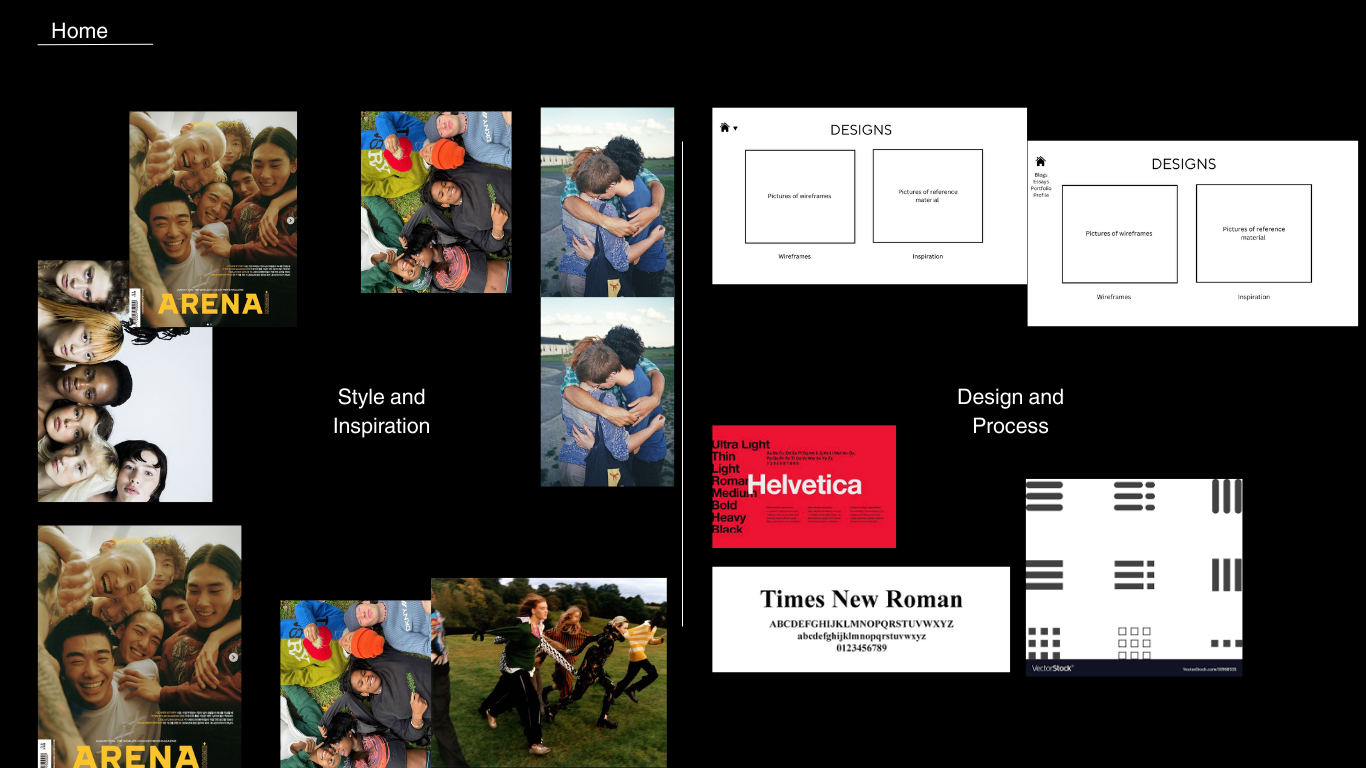 Home
ARENA
DESIGNS
Pictures of wireframes
Pictures of reference
material
Wireframes
Inspiration
DESIGNS
Blogs
Essays
Portfolio
Profile
Pictures of wireframes
Pictures of reference
material
Wireframes
Inspiration
Style and
Inspiration
Design and
Process
Ultra Light
Thin
Light
Roman
Medium
Bold
Heavy
Black
Helvetica
Times New Roman
ABCDEFGHIJKLMNOPQRSTUVWXYZ
abcdefghijklmnopqrstuvwxyz
0123456789
VectorStock
ARENA